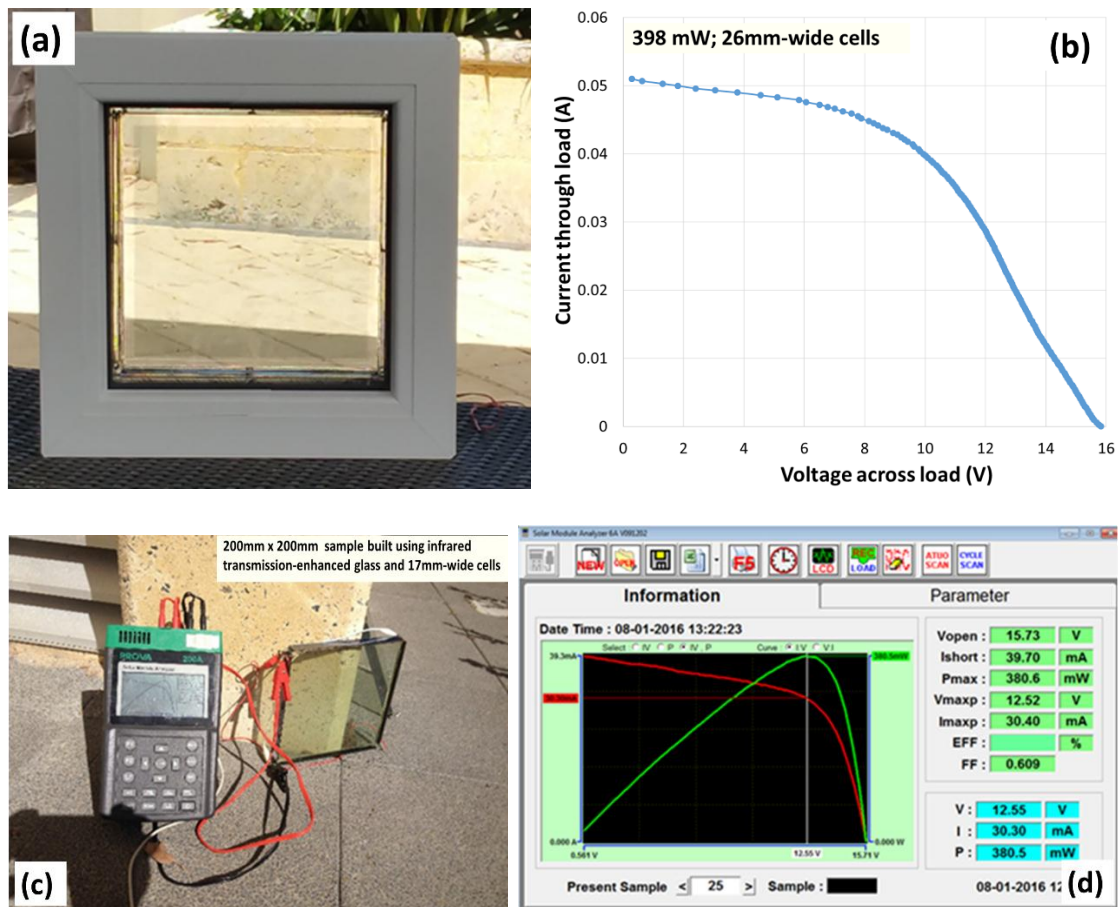 (a)
398 mW; 26mm-wide cells
(b)
0.06
0.05
0.04
0.03
0.02
0.01
0
0 2 4 6 8 10 12 14 16
Current through load (A)
Voltage across load (V)
200mm x 200mm sample built using infrared
transmission-enhanced glass and 17mm-wide cells
PROVA
(c)
Solar Module Analyzer 6A V091202
NEW OPEN F5 LCD REC LOAD ATUO SCAN CYCLE SCAN
Information Parameter
Date Time : 08-01-2016 13:22:23
Select IV P IV , P Curve : I V V I
39.3mA
380.5mW
0.000 A
0.000 W
0.561 V 12.55 V 15.71 V
Vopen : 15.73 V
Ishort : 39.70 mA
Pmax : 380.6 mW
Vmaxp : 12.52 V
Imaxp : 30.40 mA
EFF : %
FF : 0.609
V : 12.55 V
I : 30.30 mA
P : 380.5 mW
Present Sample < 25 > Sample :
08-01-2016
(d)